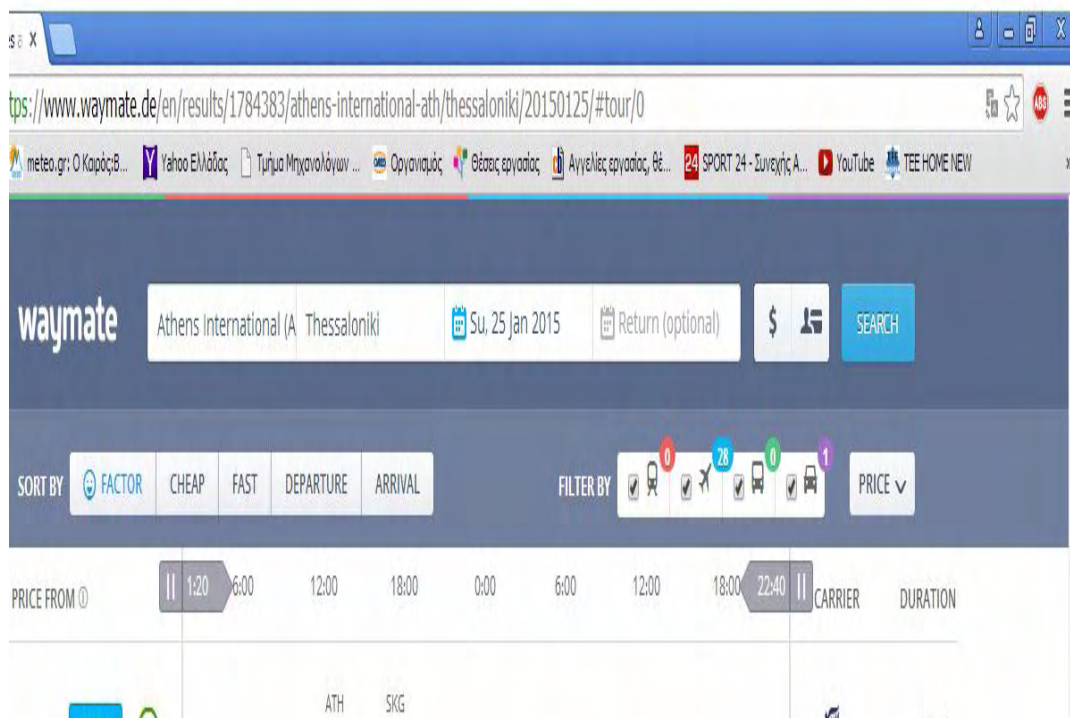 es a x
tps://www.waymate.de/en/results/1784383/athens-international-ath/thessaloniki/20150125/#tour/0
ABS
meteo.gr: Ο Καιρός;Β... Yahoo Ελλάδας Τμήμα Μηχανολόγων ... Οργανισμός Θέσεις εργασίας Αγγελίες εργασίας, θέ... 24 SPORT 24 - Συνεχής Α... YouTube TEE HOME NEW
waymate Athens International (A Thessaloniki Su, 25 Jan 2015 Return (optional) $ SEARCH
0 28 0 1
SORT BY FACTOR CHEAP FAST DEPARTURE ARRIVAL FILTER BY PRICE
PRICE FROM 1:20 6:00 12:00 18:00 0:00 6:00 12:00 18:00 22:40 CARRIER DURATION
ATH SKG